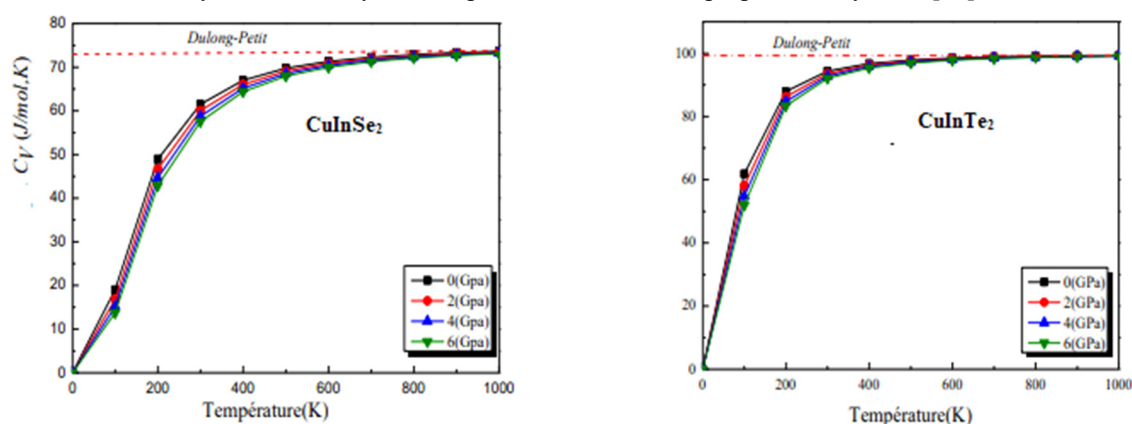 80
70
60
50
40
30
20
10
0
C_V (J/mol,K)
Dulong-Petit
CuInSe₂
0(Gpa)
2(Gpa)
4(Gpa)
6(Gpa)
0 200 400 600 800 1000
Température(K)
100
80
60
40
20
0
Dulong-Petit
CuInTe₂
0(GPa)
2(GPa)
4(GPa)
6(GPa)
0 200 400 600 800 1000
Température(K)